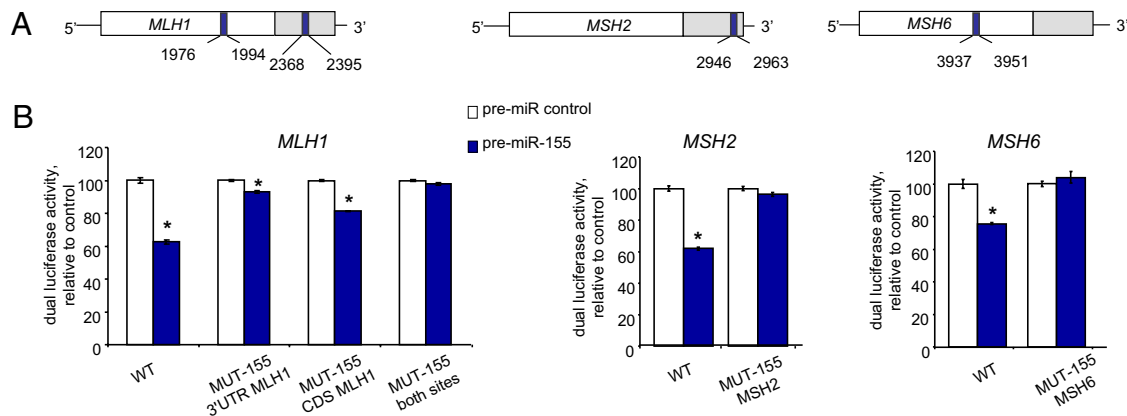 A
5’ MLH1 3’
1976 1994 2368 2395
5’ MSH2 3’
2946 2963
5’ MSH6 3’
3937 3951
B
pre-miR control
pre-miR-155
MLH1
dual luciferase activity,
relative to control
120
100
80
60
40
20
0
*
*
*
WT
MUT-155
3'UTR MLH1
MUT-155
CDS MLH1
MUT-155
both sites
MSH2
dual luciferase activity,
relative to control
120
100
80
60
40
20
0
*
WT
MUT-155
MSH2
MSH6
dual luciferase activity,
relative to control
120
100
80
60
40
20
0
*
WT
MUT-155
MSH6